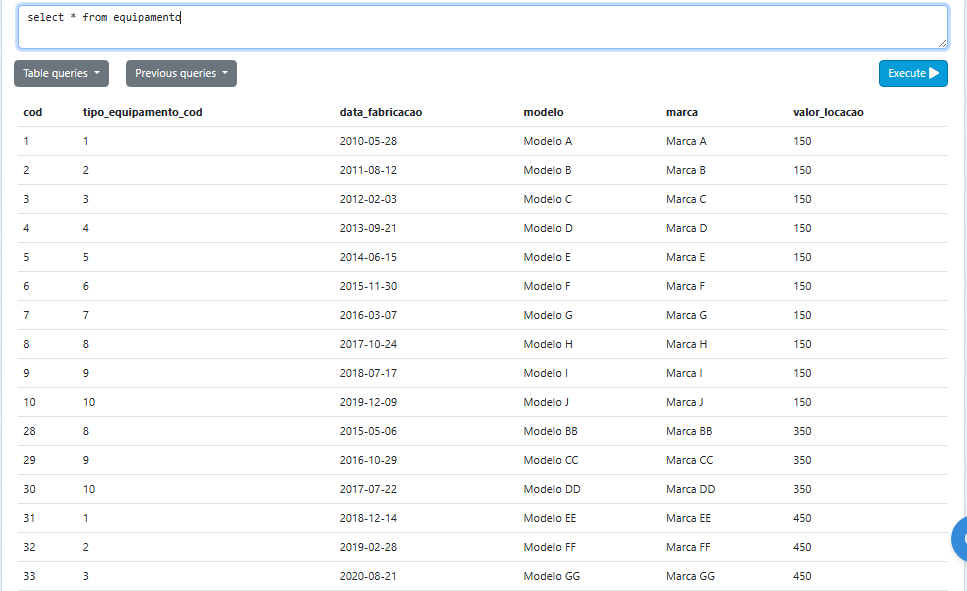 select * from equipamento
Table queries Previous queries Execute
cod tipo_equipamento_cod data_fabricacao modelo marca valor_locacao
1 1 2010-05-28 Modelo A Marca A 150
2 2 2011-08-12 Modelo B Marca B 150
3 3 2012-02-03 Modelo C Marca C 150
4 4 2013-09-21 Modelo D Marca D 150
5 5 2014-06-15 Modelo E Marca E 150
6 6 2015-11-30 Modelo F Marca F 150
7 7 2016-03-07 Modelo G Marca G 150
8 8 2017-10-24 Modelo H Marca H 150
9 9 2018-07-17 Modelo I Marca I 150
10 10 2019-12-09 Modelo J Marca J 150
28 8 2015-05-06 Modelo BB Marca BB 350
29 9 2016-10-29 Modelo CC Marca CC 350
30 10 2017-07-22 Modelo DD Marca DD 350
31 1 2018-12-14 Modelo EE Marca EE 450
32 2 2019-02-28 Modelo FF Marca FF 450
33 3 2020-08-21 Modelo GG Marca GG 450